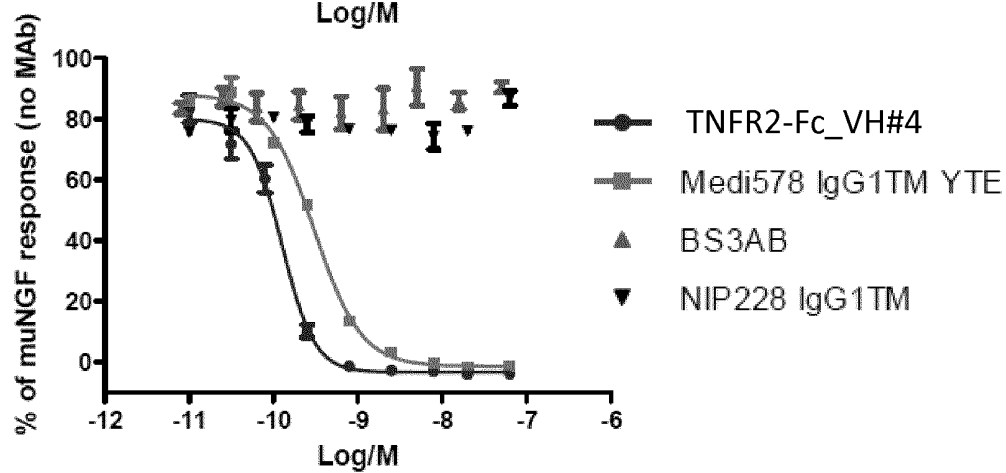 Log/M
% of muNGF response (no MAb)
100
80
60
40
20
0
-12 -11 -10 -9 -8 -7 -6
Log/M
TNFR2-Fc_VH#4
Medi578 IgG1TM YTE
BS3AB
NIP228 IgG1TM